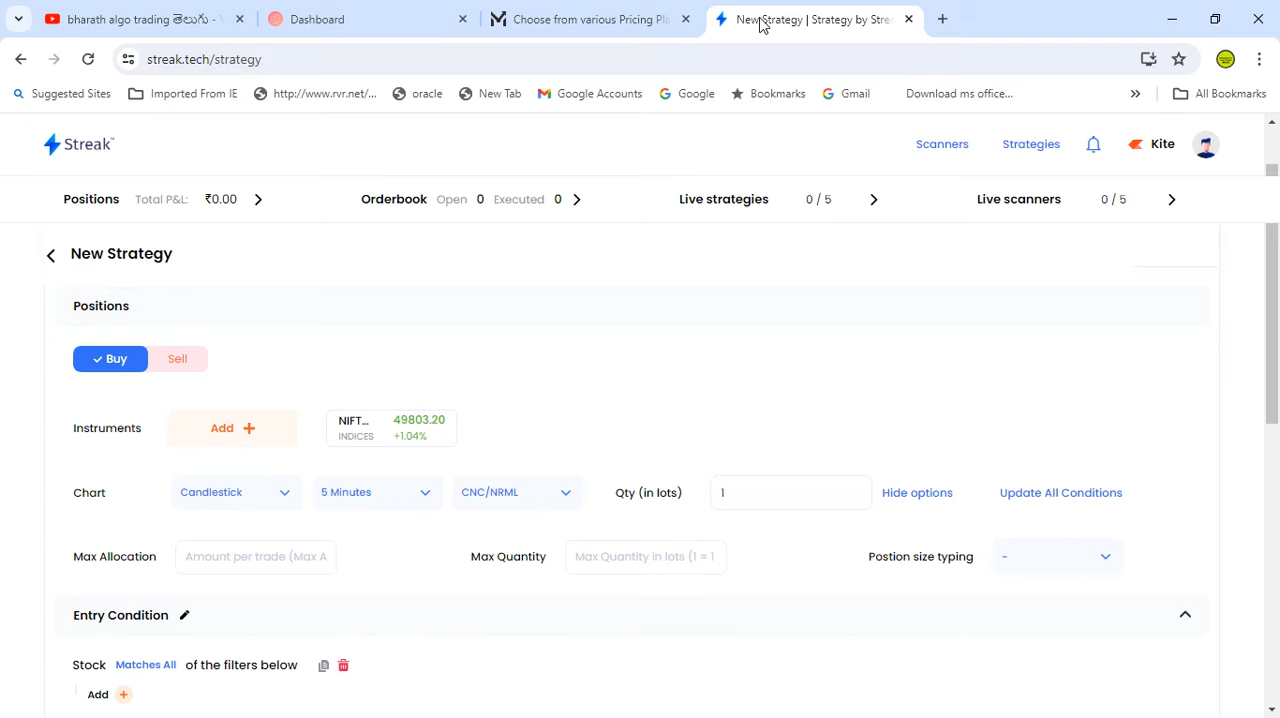 bharath algo trading తెలుగు - Y
Dashboard
Choose from various Pricing Pla
New Strategy | Strategy by Strea
streak.tech/strategy
Suggested Sites
Imported From IE
http://www.rvr.net/...
oracle
New Tab
Google Accounts
Google
Bookmarks
Gmail
Download ms office...
All Bookmarks
Streak™
Scanners
Strategies
Kite
Positions Total P&L: ₹0.00
Orderbook Open 0 Executed 0
Live strategies 0 / 5
Live scanners 0 / 5
New Strategy
Positions
Buy Sell
Instruments Add +
NIFT... 49803.20
INDICES +1.04%
Chart Candlestick 5 Minutes CNC/NRML Qty (in lots) 1 Hide options Update All Conditions
Max Allocation Amount per trade (Max A Max Quantity Max Quantity in lots (1 = 1 Postion size typing -
Entry Condition
Stock Matches All of the filters below
Add +